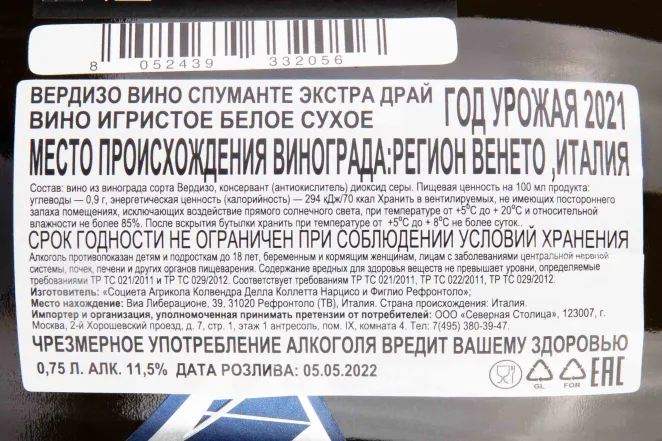 8 052439 332056
ВЕРДИЗО ВИНО СПУМАНТЕ ЭКСТРА ДРАЙ
ВИНО ИГРИСТОЕ БЕЛОЕ СУХОЕ
ГОД УРОЖАЯ 2021
МЕСТО ПРОИСХОЖДЕНИЯ ВИНОГРАДА:РЕГИОН ВЕНЕТО ,ИТАЛИЯ
Состав: вино из винограда сорта Вердизо, консервант (антиокислитель) диоксид серы. Пищевая ценность на 100 мл продукта:
углеводы — 0,9 г, энергетическая ценность (калорийность) — 294 кДж/70 ккал Хранить в вентилируемых, не имеющих постороннего
запаха помещениях, исключающих воздействие прямого солнечного света, при температуре от +5°С до + 20°С и относительной
влажности не более 85%. После вскрытия бутылки хранить при температуре от +5°С до + 8°С не более суток..
СРОК ГОДНОСТИ НЕ ОГРАНИЧЕН ПРИ СОБЛЮДЕНИИ УСЛОВИЙ ХРАНЕНИЯ
Алкоголь противопоказан детям и подросткам до 18 лет, беременным и кормящим женщинам, лицам с заболеваниями центральной нервной
системы, почек, печени и других органов пищеварения. Содержание вредных для здоровья веществ не превышает уровни, определяемые
требованиями ТР ТС 021/2011 и ТР ТС 029/2012. Соответствует требованиям ТР ТС 021/2011, ТР ТС 022/2011, ТР ТС 029/2012.
Изготовитель: «Социета Агрикола Колвендра Делла Коллетта Нарцисо и Фиглио Рефронтоло»;
Место нахождение: Виа Либерационе, 39, 31020 Рефронтоло (ТВ), Италия. Страна происхождения: Италия.
Импортер и организация, уполномоченная принимать претензии от потребителей: ООО «Северная Столица», 123007, г.
Москва, 2-й Хорошевский проезд, д. 7, стр. 1, этаж 1 антресоль, пом. IX, комната 4. Тел: 7(495) 380-39-47.
ЧРЕЗМЕРНОЕ УПОТРЕБЛЕНИЕ АЛКОГОЛЯ ВРЕДИТ ВАШЕМУ ЗДОРОВЬЮ
0,75 Л. АЛК. 11,5% ДАТА РОЗЛИВА: 05.05.2022
GL FOR EAC